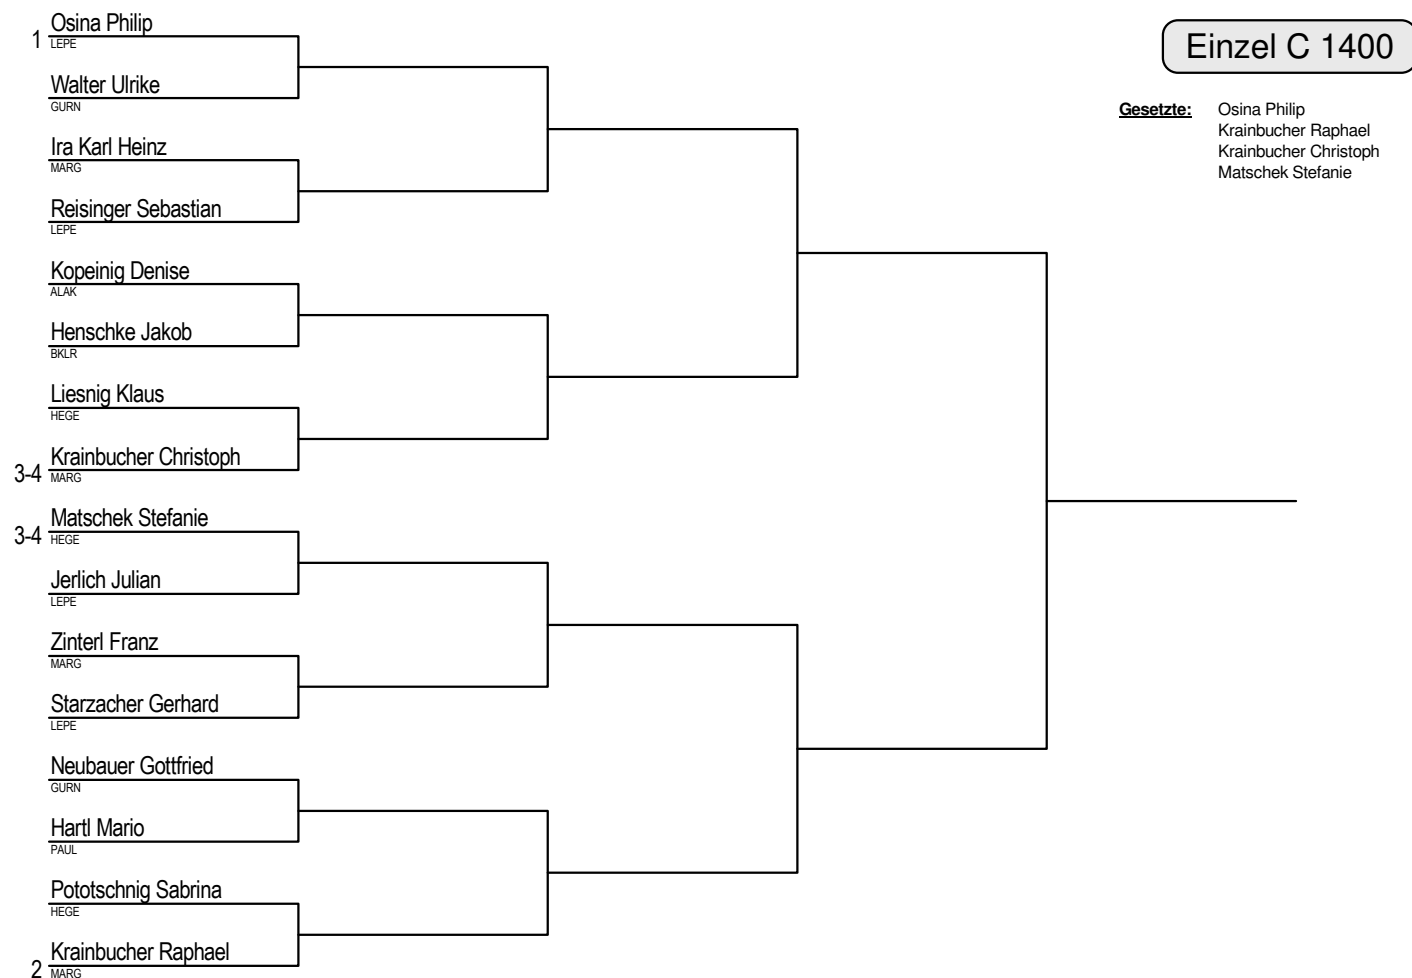 Einzel C 1400
Gesetzte: Osina Philip
Krainbucher Raphael
Krainbucher Christoph
Matschek Stefanie
Osina Philip
1 LEPE
Walter Ulrike
GURN
Ira Karl Heinz
MARG
Reisinger Sebastian
LEPE
Kopeinig Denise
ALAK
Henschke Jakob
BKLR
Liesnig Klaus
HEGE
Krainbucher Christoph
3-4 MARG
Matschek Stefanie
3-4 HEGE
Jerlich Julian
LEPE
Zinterl Franz
MARG
Starzacher Gerhard
LEPE
Neubauer Gottfried
GURN
Hartl Mario
PAUL
Pototschnig Sabrina
HEGE
Krainbucher Raphael
2 MARG